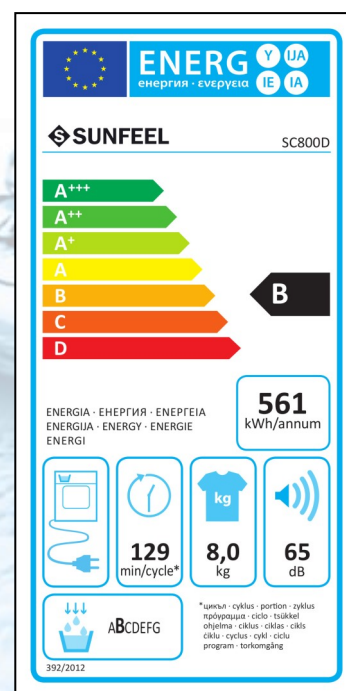 ENERG Y IJA
енергия · ενεργεια IE IA
SUNFEEL
SC800D
A+++
A++
A+
A
B
B
C
D
561
kWh/annum
ENERGIA · ЕНЕРГИЯ · ΕΝΕΡΓΕΙΑ
ENERGIJA · ENERGY · ENERGIE
ENERGI
kg
129
min/cycle*
8,0
kg
65
dB
ABCDEFG
*цикъл · cyklus · portion · zyklus
πρόγραμμα · ciclo · tsükkel
ohjelma · ciklus · ciklas · cikls
ċiklu · cyclus · cykl · ciclu
program · torkomgång
392/2012